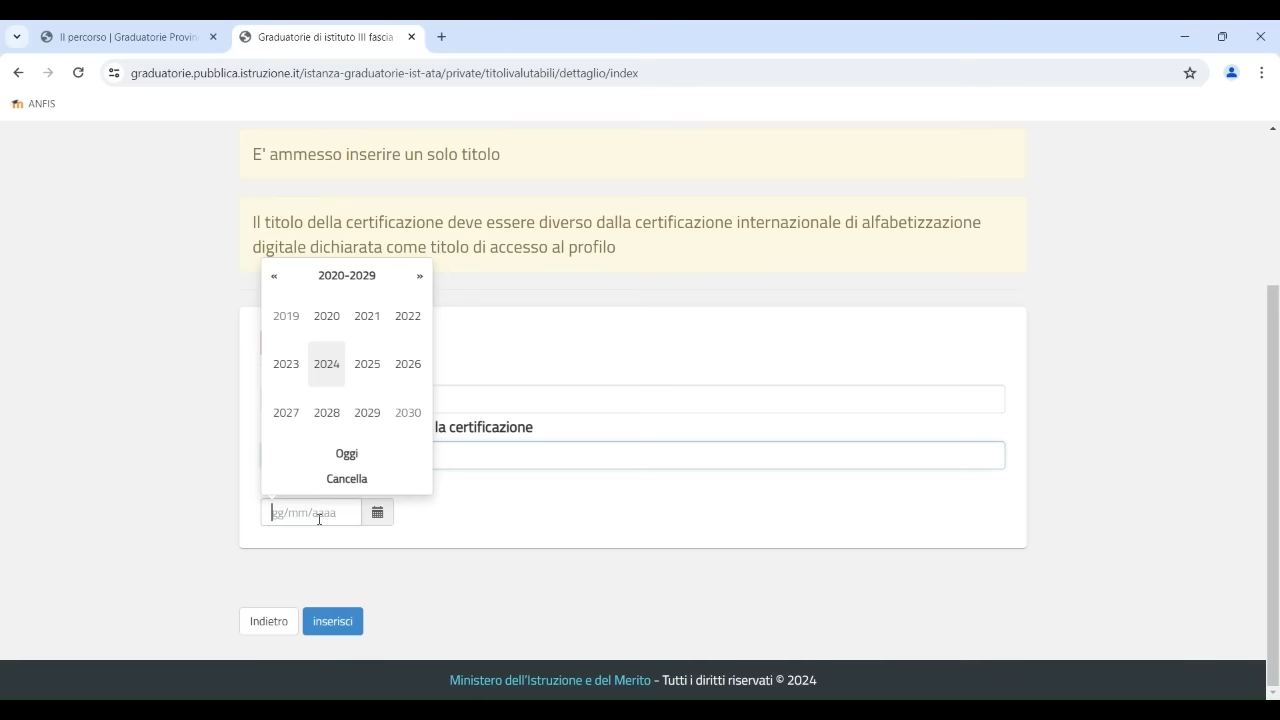 Il percorso | Graduatorie Provin
Graduatorie di istituto III fascia
graduatorie.pubblica.istruzione.it/istanza-graduatorie-ist-ata/private/titolivalutabili/dettaglio/index
ANFIS
E' ammesso inserire un solo titolo
Il titolo della certificazione deve essere diverso dalla certificazione internazionale di alfabetizzazione
digitale dichiarata come titolo di accesso al profilo
« 2020-2029 »
2019 2020 2021 2022
2023 2024 2025 2026
2027 2028 2029 2030
la certificazione
Oggi
Cancella
gg/mm/aaaa
Indietro inserisci
Ministero dell'Istruzione e del Merito - Tutti i diritti riservati © 2024